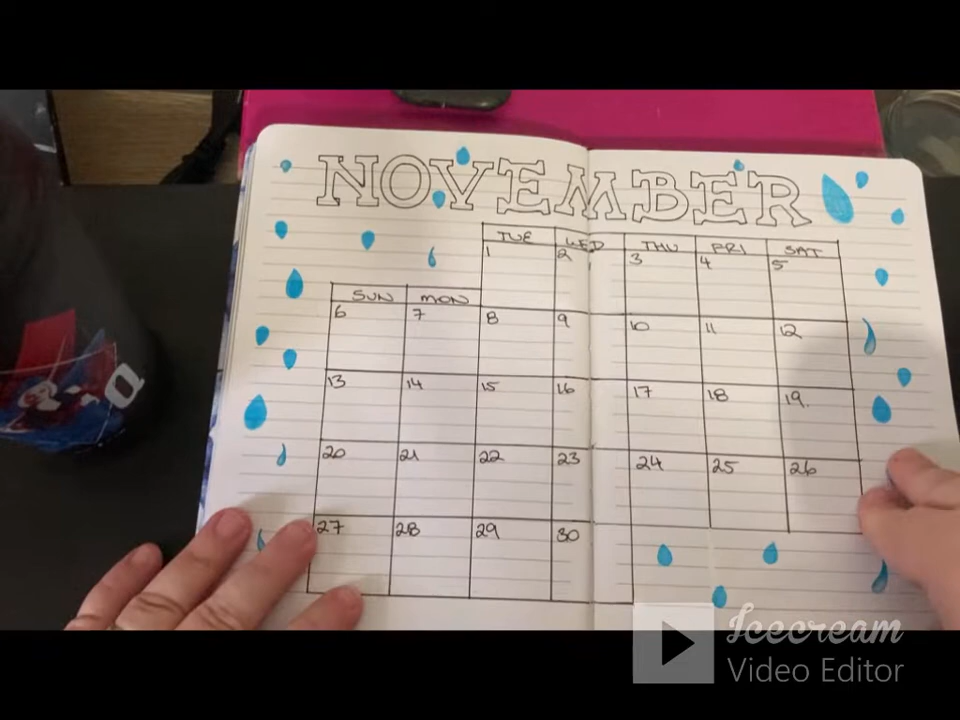 NOVEMBER
TUE WED THU FRI SAT
1 2 3 4 5
SUN MON
6 7 8 9 10 11 12
13 14 15 16 17 18 19
20 21 22 23 24 25 26
27 28 29 30
Icecream
Video Editor